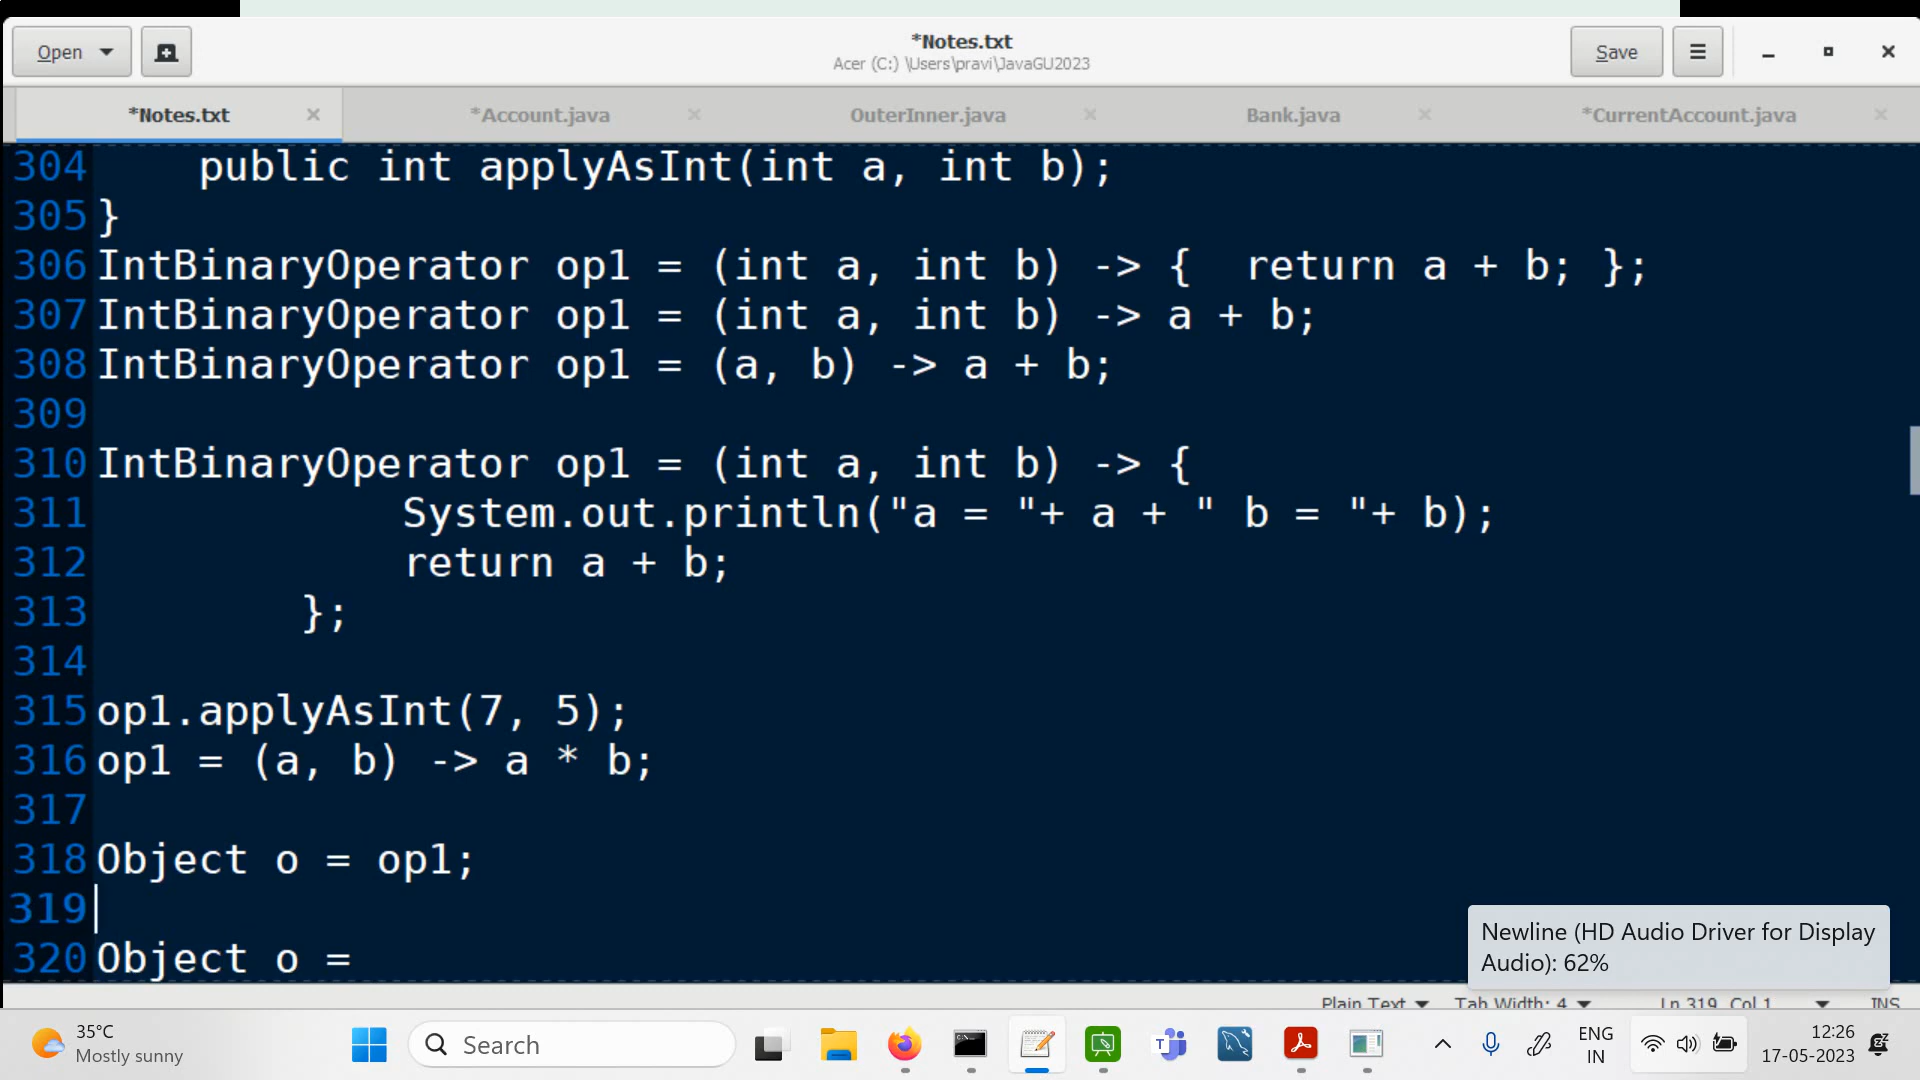 *Notes.txt
Open
Acer (C:) \Users\pravi\JavaGU2023
Save
*Notes.txt
*Account.java
OuterInner.java
Bank.java
*CurrentAccount.java
304 public int applyAsInt(int a, int b);
305 }
306 IntBinaryOperator op1 = (int a, int b) -> { return a + b; };
307 IntBinaryOperator op1 = (int a, int b) -> a + b;
308 IntBinaryOperator op1 = (a, b) -> a + b;
309
310 IntBinaryOperator op1 = (int a, int b) -> {
311 System.out.println("a = "+ a + " b = "+ b);
312 return a + b;
313 };
314
315 op1.applyAsInt(7, 5);
316 op1 = (a, b) -> a * b;
317
318 Object o = op1;
319
320 Object o =
Newline (HD Audio Driver for Display
Audio): 62%
Plain Text Tab Width: 4 Ln 319, Col 1 INS
35°C
Mostly sunny
Search
ENG
IN
12:26
17-05-2023